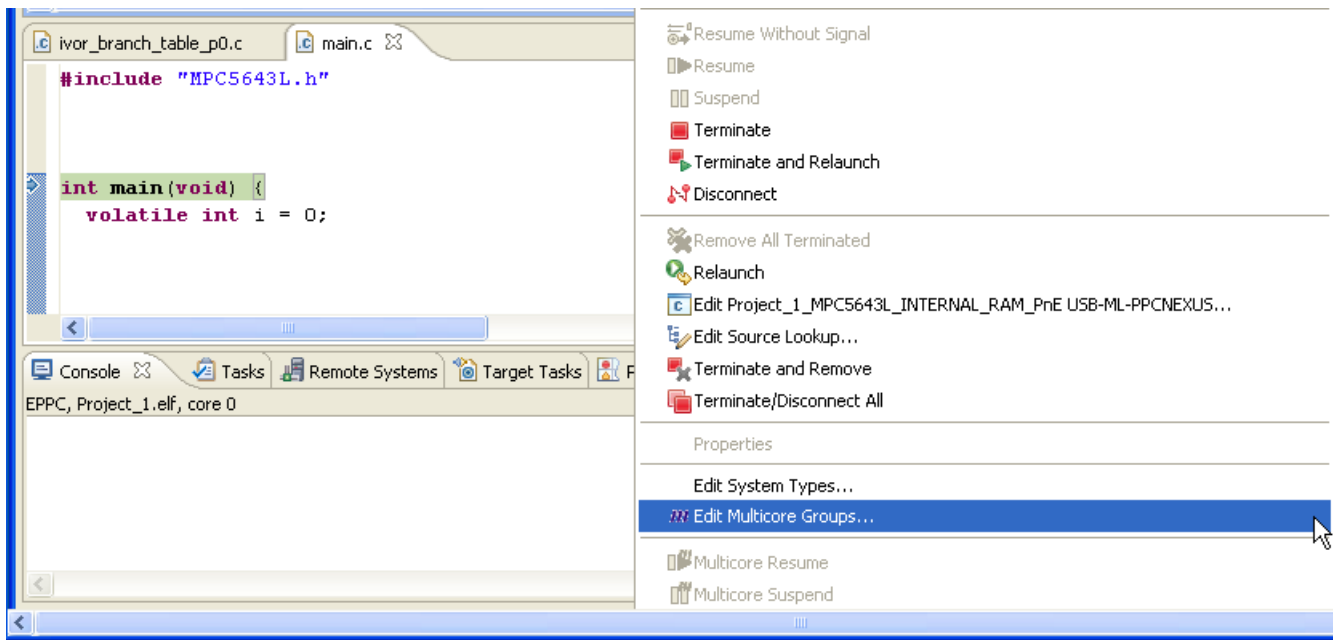 ivor_branch_table_p0.c
main.c
#include "MPC5643L.h"
int main(void) {
volatile int i = 0;
Console
Tasks
Remote Systems
Target Tasks
EPPC, Project_1.elf, core 0
Resume Without Signal
Resume
Suspend
Terminate
Terminate and Relaunch
Disconnect
Remove All Terminated
Relaunch
Edit Project_1_MPC5643L_INTERNAL_RAM_PnE USB-ML-PPCNEXUS...
Edit Source Lookup...
Terminate and Remove
Terminate/Disconnect All
Properties
Edit System Types...
Edit Multicore Groups...
Multicore Resume
Multicore Suspend